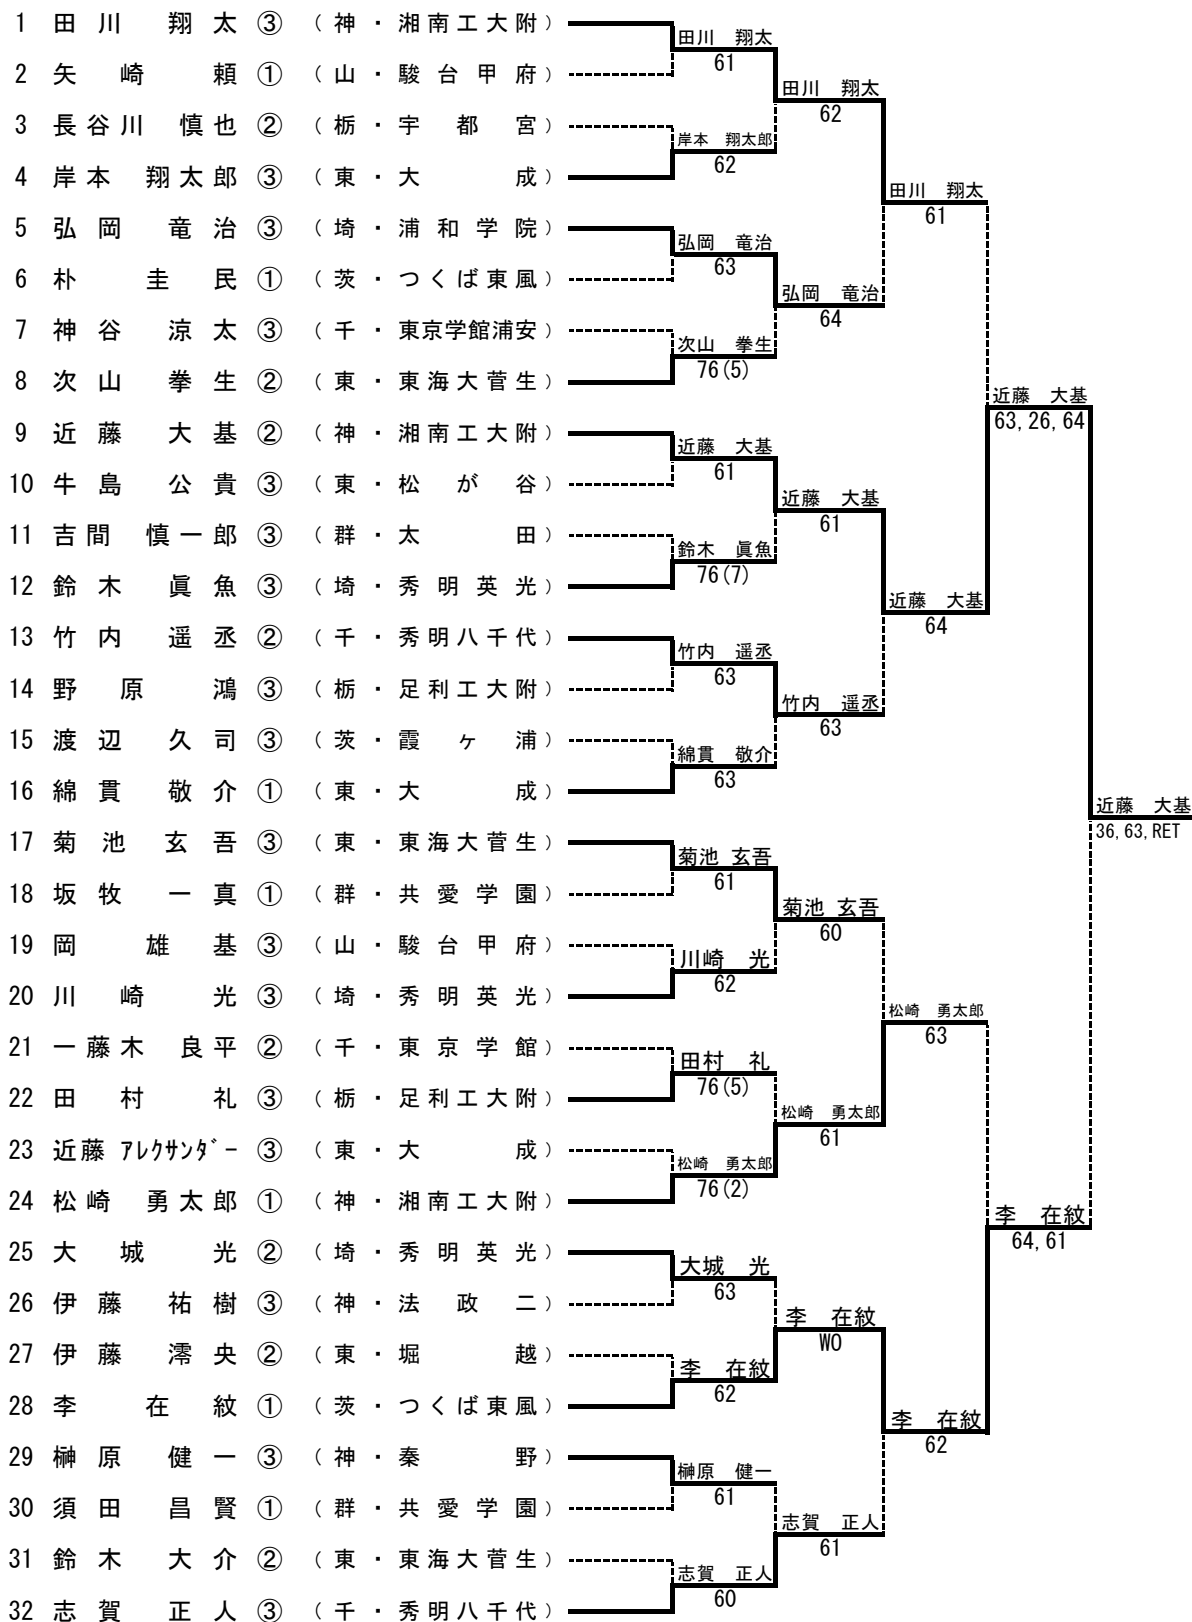 1 田川 翔太 ③ (神・湘南工大附)
田川 翔太
61
2 矢崎 頼 ① (山・駿台甲府)
田川 翔太
62
3 長谷川 慎也 ② (栃・宇都宮)
岸本 翔太郎
62
4 岸本 翔太郎 ③ (東・大成)
田川 翔太
61
5 弘岡 竜治 ③ (埼・浦和学院)
弘岡 竜治
63
6 朴 圭民 ① (茨・つくば東風)
弘岡 竜治
64
7 神谷 涼太 ③ (千・東京学館浦安)
次山 拳生
76(5)
8 次山 拳生 ② (東・東海大菅生)
近藤 大基
63,26,64
9 近藤 大基 ② (神・湘南工大附)
近藤 大基
61
10 牛島 公貴 ③ (東・松が谷)
近藤 大基
61
11 吉間 慎一郎 ③ (群・太田)
鈴木 眞魚
76(7)
12 鈴木 眞魚 ③ (埼・秀明英光)
近藤 大基
64
13 竹内 遥丞 ② (千・秀明八千代)
竹内 遥丞
63
14 野原 鴻 ③ (栃・足利工大附)
竹内 遥丞
63
15 渡辺 久司 ③ (茨・霞ヶ浦)
綿貫 敬介
63
16 綿貫 敬介 ① (東・大成)
近藤 大基
36,63,RET
17 菊池 玄吾 ③ (東・東海大菅生)
菊池 玄吾
61
18 坂牧 一真 ① (群・共愛学園)
菊池 玄吾
60
19 岡 雄基 ③ (山・駿台甲府)
川崎 光
62
20 川崎 光 ③ (埼・秀明英光)
松崎 勇太郎
63
21 一藤木 良平 ② (千・東京学館)
田村 礼
76(5)
22 田村 礼 ③ (栃・足利工大附)
松崎 勇太郎
61
23 近藤 ｱﾚｸｻﾝﾀﾞｰ ③ (東・大成)
松崎 勇太郎
76(2)
24 松崎 勇太郎 ① (神・湘南工大附)
李 在紋
64,61
25 大城 光 ② (埼・秀明英光)
大城 光
63
26 伊藤 祐樹 ③ (神・法政二)
李 在紋
WO
27 伊藤 澪央 ② (東・堀越)
李 在紋
62
28 李 在紋 ① (茨・つくば東風)
李 在紋
62
29 榊原 健一 ③ (神・秦野)
榊原 健一
61
30 須田 昌賢 ① (群・共愛学園)
志賀 正人
61
31 鈴木 大介 ② (東・東海大菅生)
志賀 正人
60
32 志賀 正人 ③ (千・秀明八千代)